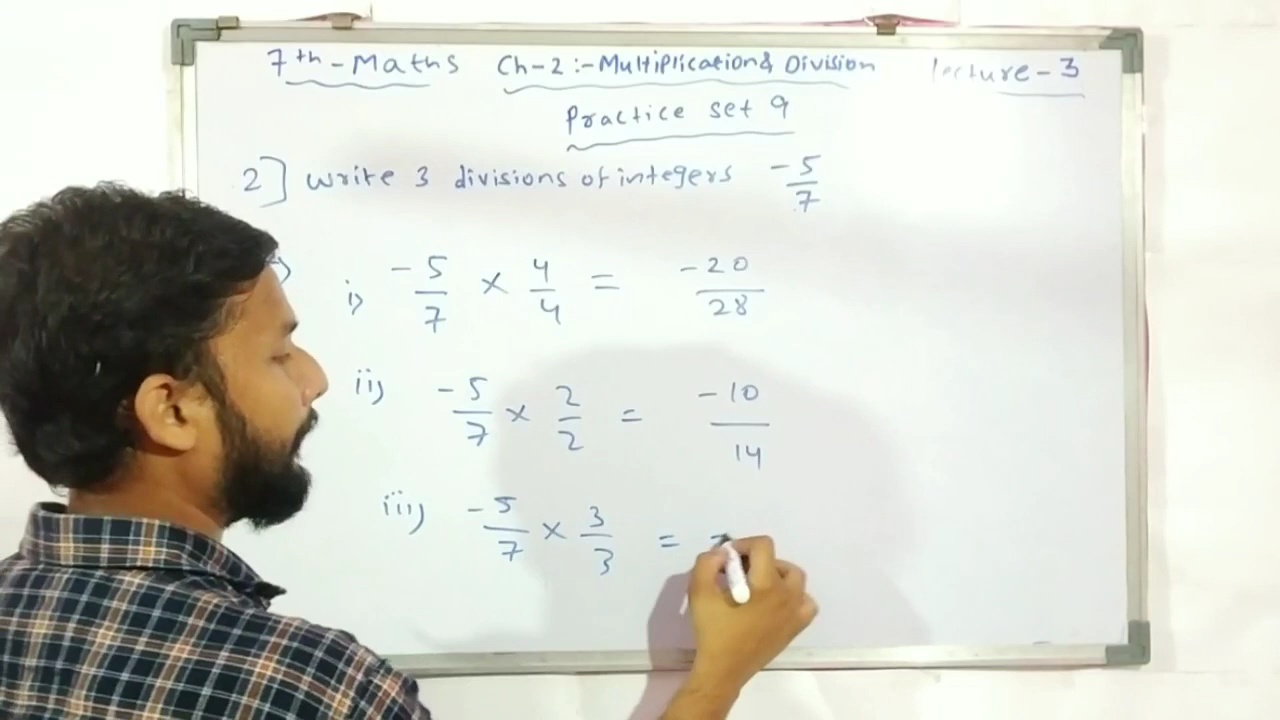 7th-Maths Ch-2:-Multiplication& Division lecture-3
Practice set 9
2] write 3 divisions of integers -5/7
i) -5/7 × 4/4 = -20/28
ii) -5/7 × 2/2 = -10/14
iii) -5/7 × 3/3 =